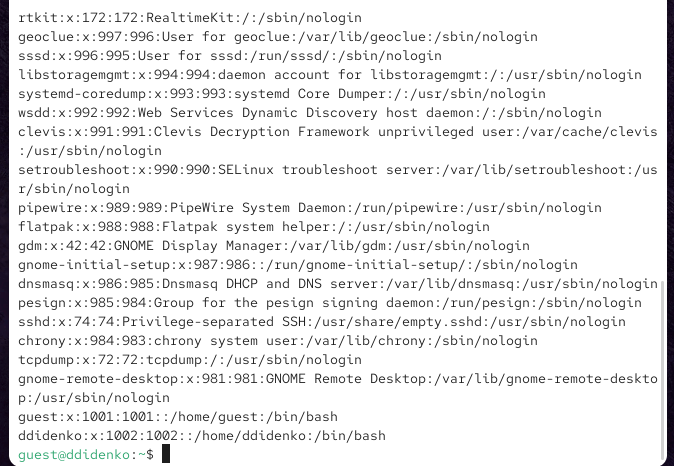 rtkit:x:172:172:RealtimeKit:/:/sbin/nologin
geoclue:x:997:996:User for geoclue:/var/lib/geoclue:/sbin/nologin
sssd:x:996:995:User for sssd:/run/sssd/:/sbin/nologin
libstoragemgmt:x:994:994:daemon account for libstoragemgmt:/:/usr/sbin/nologin
systemd-coredump:x:993:993:systemd Core Dumper:/:/usr/sbin/nologin
wsdd:x:992:992:Web Services Dynamic Discovery host daemon:/:/sbin/nologin
clevis:x:991:991:Clevis Decryption Framework unprivileged user:/var/cache/clevis
:/usr/sbin/nologin
setroubleshoot:x:990:990:SELinux troubleshoot server:/var/lib/setroubleshoot:/us
r/sbin/nologin
pipewire:x:989:989:PipeWire System Daemon:/run/pipewire:/usr/sbin/nologin
flatpak:x:988:988:Flatpak system helper:/:/usr/sbin/nologin
gdm:x:42:42:GNOME Display Manager:/var/lib/gdm:/usr/sbin/nologin
gnome-initial-setup:x:987:986::/run/gnome-initial-setup/:/sbin/nologin
dnsmasq:x:986:985:Dnsmasq DHCP and DNS server:/var/lib/dnsmasq:/usr/sbin/nologin
pesign:x:985:984:Group for the pesign signing daemon:/run/pesign:/sbin/nologin
sshd:x:74:74:Privilege-separated SSH:/usr/share/empty.sshd:/usr/sbin/nologin
chrony:x:984:983:chrony system user:/var/lib/chrony:/sbin/nologin
tcpdump:x:72:72:tcpdump:/:/usr/sbin/nologin
gnome-remote-desktop:x:981:981:GNOME Remote Desktop:/var/lib/gnome-remote-deskto
p:/usr/sbin/nologin
guest:x:1001:1001::/home/guest:/bin/bash
ddidenko:x:1002:1002::/home/ddidenko:/bin/bash
guest@ddidenko:~$